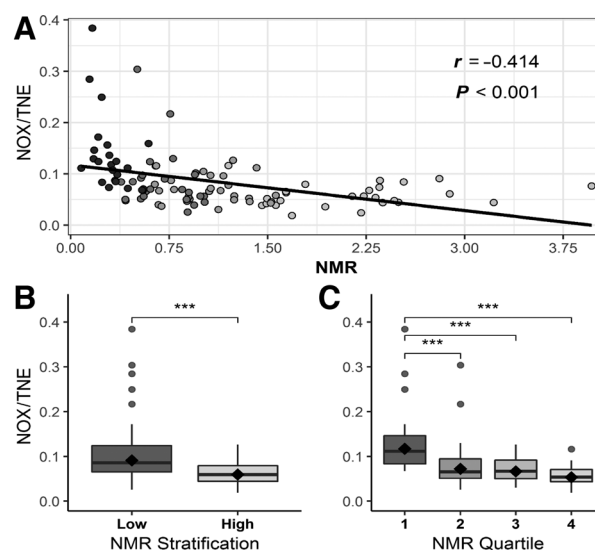 A
NOX/TNE
0.4
0.3
0.2
0.1
0.0
r = -0.414
P < 0.001
0.00 0.75 1.50 2.25 3.00 3.75
NMR
B
NOX/TNE
0.4
0.3
0.2
0.1
0.0
***
Low High
NMR Stratification
C
0.4
0.3
0.2
0.1
0.0
***
***
***
1 2 3 4
NMR Quartile